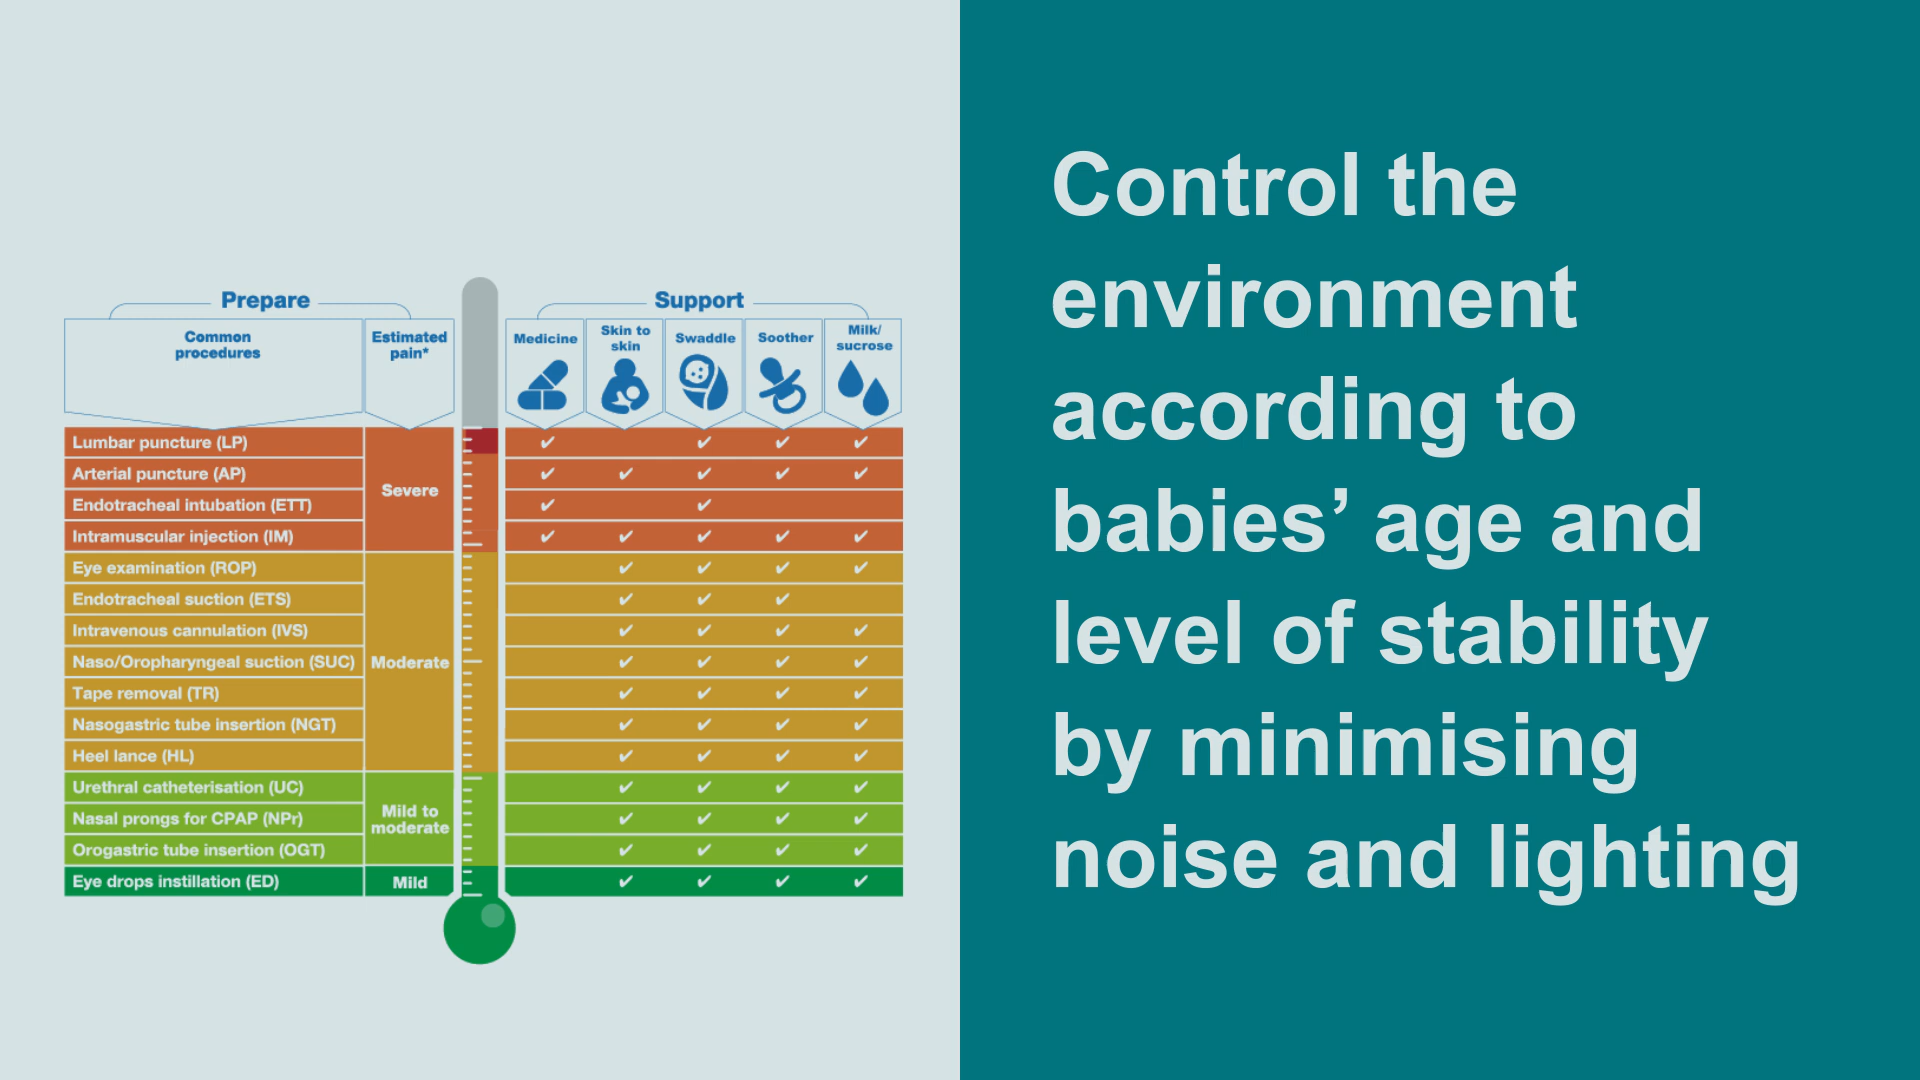 Prepare
Support
Common
procedures
Estimated
pain*
Medicine
Skin to
skin
Swaddle
Soother
Milk/
sucrose
Lumbar puncture (LP)
Arterial puncture (AP)
Endotracheal intubation (ETT)
Intramuscular injection (IM)
Severe
Eye examination (ROP)
Endotracheal suction (ETS)
Intravenous cannulation (IVS)
Naso/Oropharyngeal suction (SUC)
Tape removal (TR)
Nasogastric tube insertion (NGT)
Heel lance (HL)
Moderate
Urethral catheterisation (UC)
Nasal prongs for CPAP (NPr)
Orogastric tube insertion (OGT)
Mild to
moderate
Eye drops instillation (ED)
Mild
Control the
environment
according to
babies’ age and
level of stability
by minimising
noise and lighting